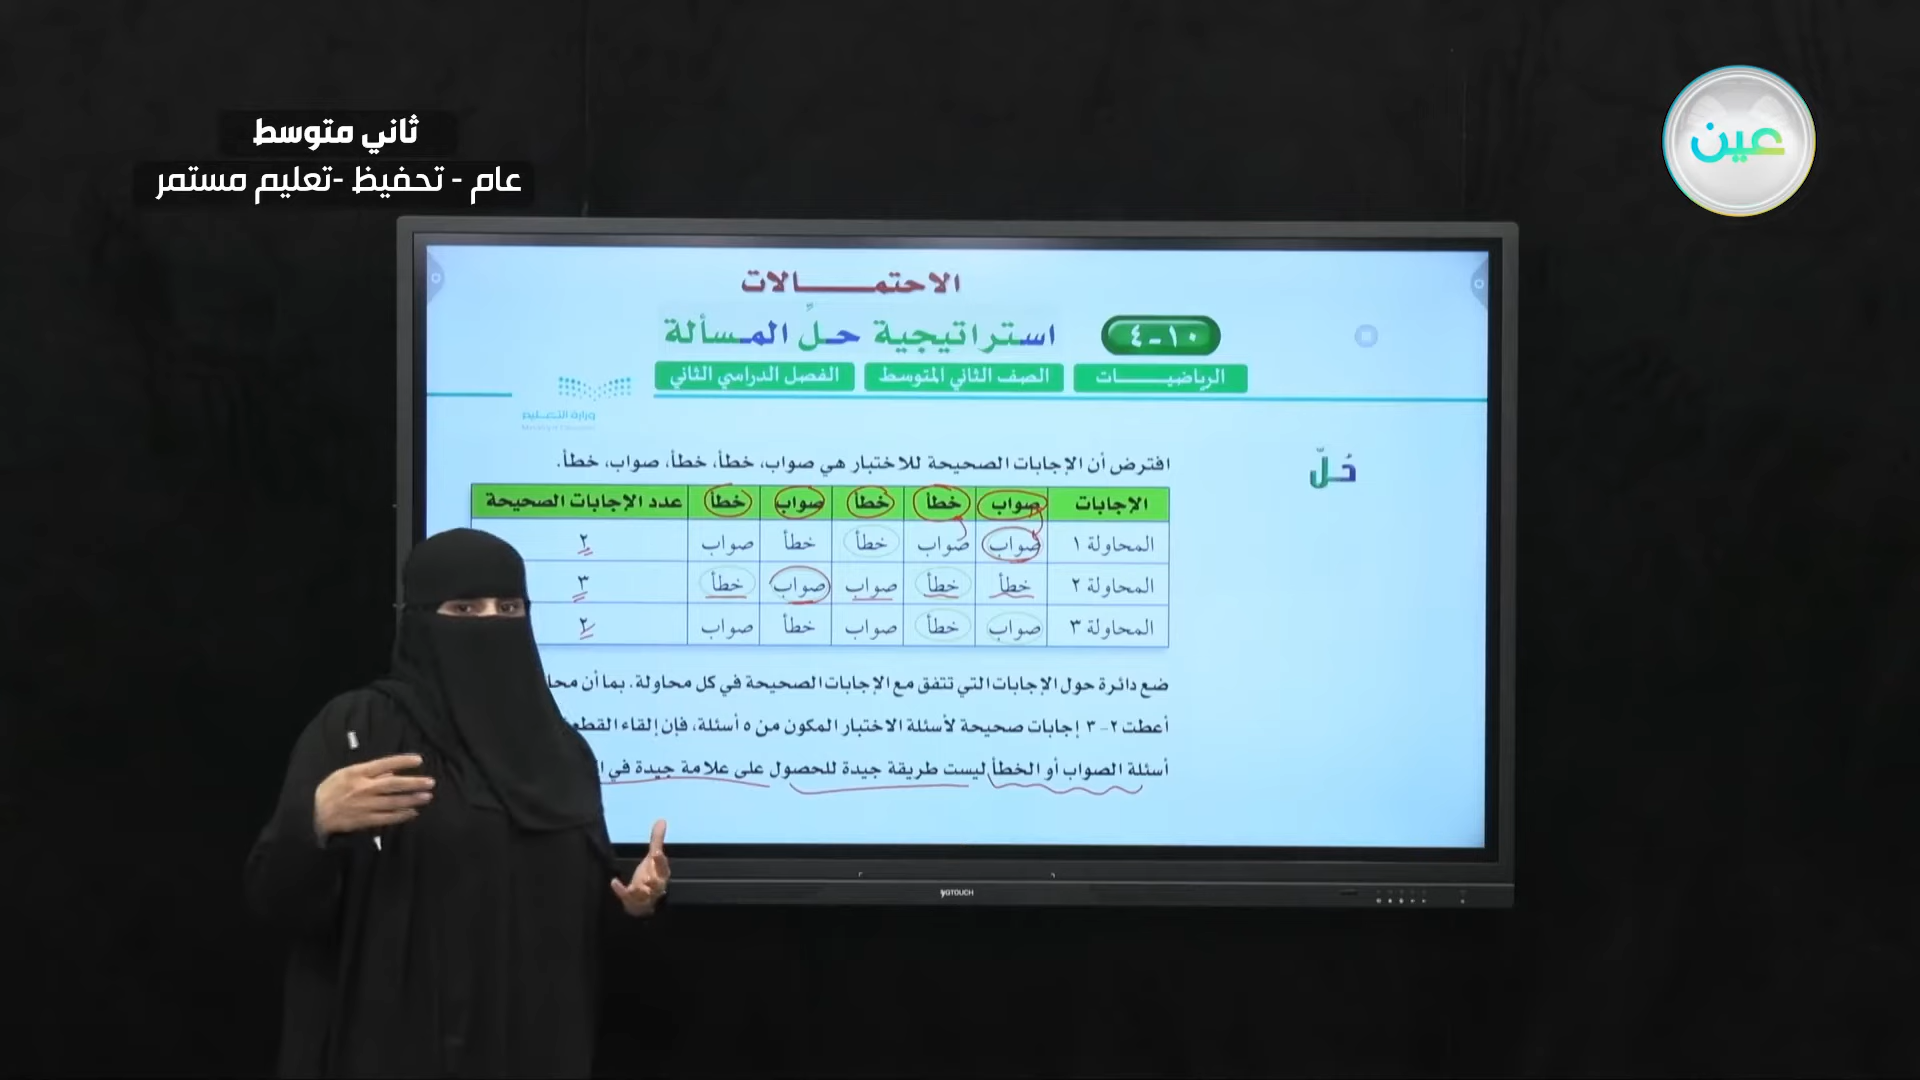 ثاني متوسط
عام - تحفيظ -تعليم مستمر
عين
الاحتمـــــالات
١٠-٤ استراتيجية حلِّ المسألة
الرياضيـــات الصف الثاني المتوسط الفصل الدراسي الثاني
وزارة التعليم
Ministry of Education
حُلّ
افترض أن الإجابات الصحيحة للاختبار هي صواب، خطأ، خطأ، صواب، خطأ.
الإجابات صواب خطأ خطأ صواب خطأ عدد الإجابات الصحيحة
المحاولة ١ صواب صواب خطأ خطأ صواب ٢
المحاولة ٢ خطأ خطأ صواب صواب خطأ ٣
المحاولة ٣ صواب خطأ صواب خطأ صواب ٢
ضع دائرة حول الإجابات التي تتفق مع الإجابات الصحيحة في كل محاولة. بما أن
أعطت ٢-٣ إجابات صحيحة لأسئلة الاختبار المكون من ٥ أسئلة، فإن إلقاء
أسئلة الصواب أو الخطأ ليست طريقة جيدة للحصول على علامة جيدة في